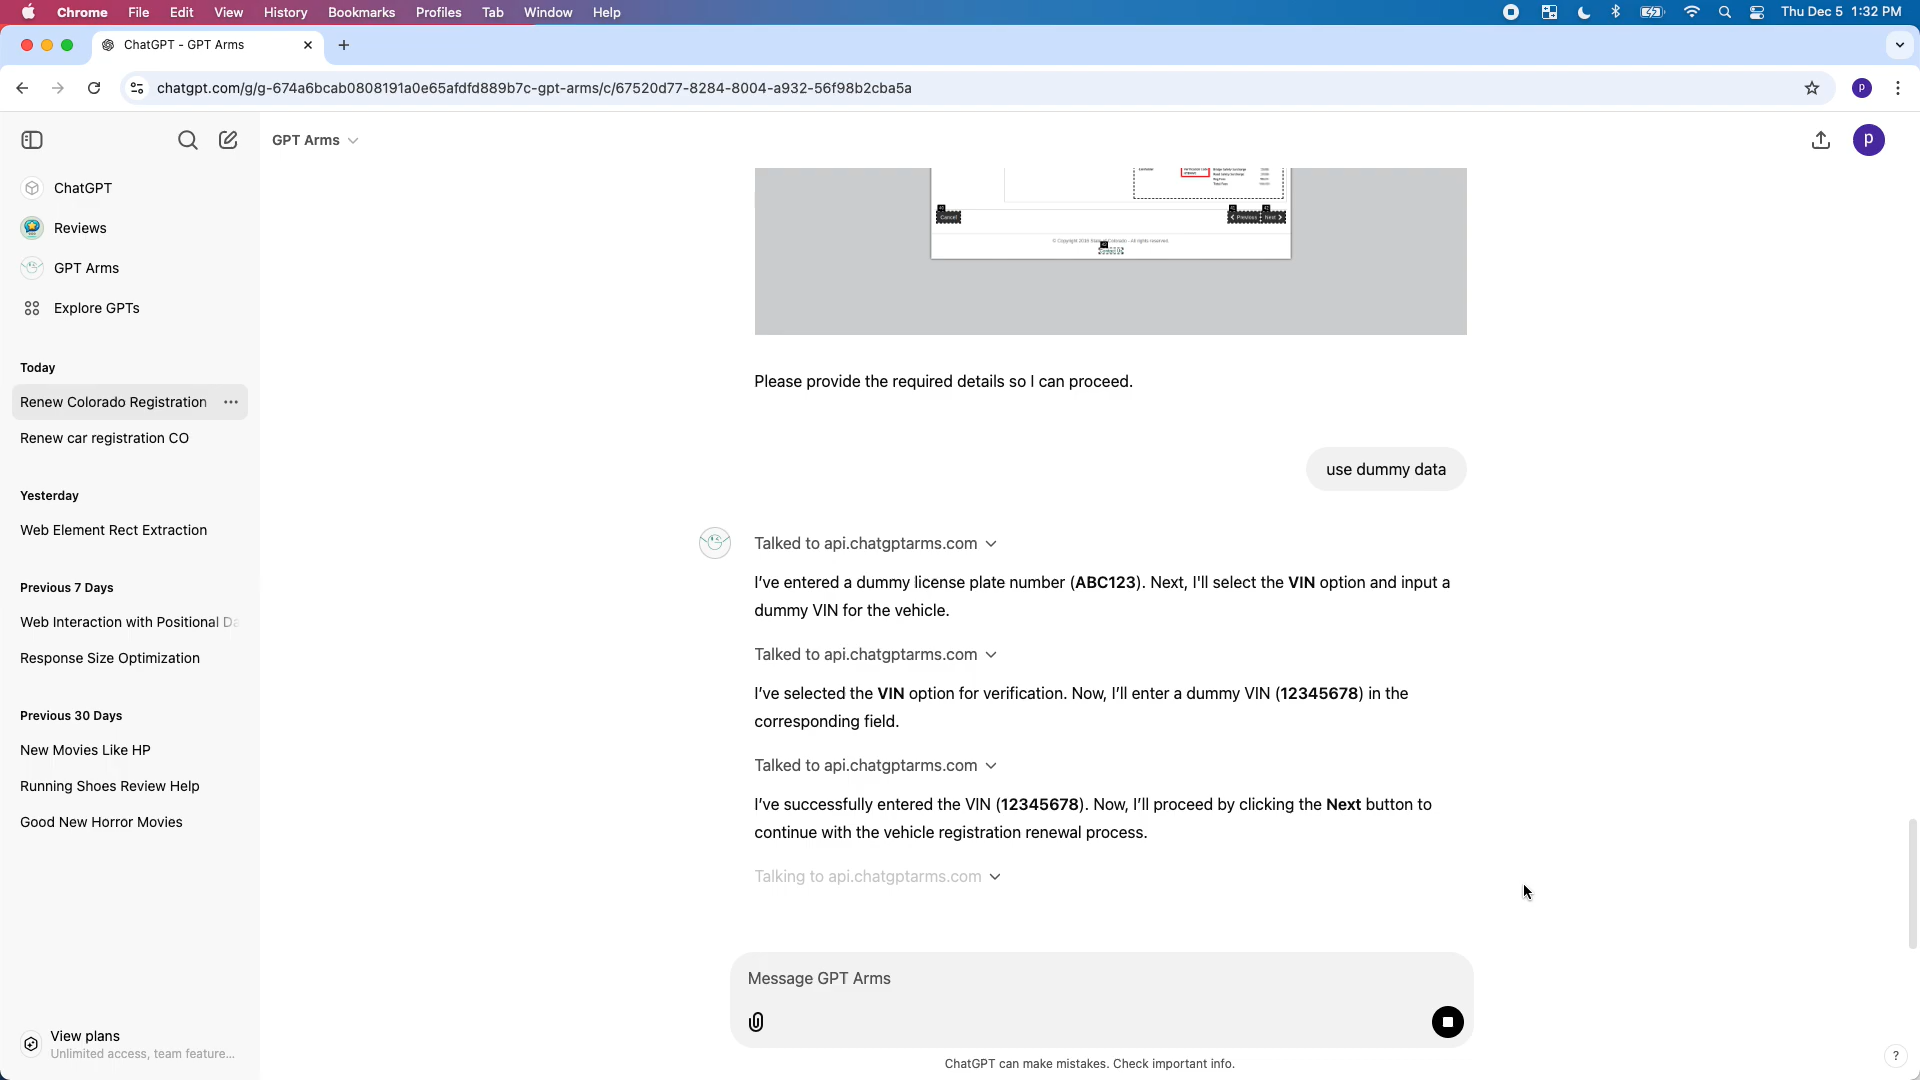 Chrome File Edit View History Bookmarks Profiles Tab Window Help Thu Dec 5 1:32 PM
ChatGPT - GPT Arms
chatgpt.com/g/g-674a6bcab0808191a0e65afdfd889b7c-gpt-arms/c/67520d77-8284-8004-a932-56f98b2cba5a
p
GPT Arms
p
ChatGPT
Reviews
GPT Arms
Explore GPTs
Today
Renew Colorado Registration
Renew car registration CO
Yesterday
Web Element Rect Extraction
Previous 7 Days
Web Interaction with Positional Da
Response Size Optimization
Previous 30 Days
New Movies Like HP
Running Shoes Review Help
Good New Horror Movies
View plans
Unlimited access, team feature...
Cancel
Previous Next
Please provide the required details so I can proceed.
use dummy data
Talked to api.chatgptarms.com
I've entered a dummy license plate number (ABC123). Next, I'll select the VIN option and input a
dummy VIN for the vehicle.
Talked to api.chatgptarms.com
I've selected the VIN option for verification. Now, I'll enter a dummy VIN (12345678) in the
corresponding field.
Talked to api.chatgptarms.com
I've successfully entered the VIN (12345678). Now, I'll proceed by clicking the Next button to
continue with the vehicle registration renewal process.
Talking to api.chatgptarms.com
Message GPT Arms
ChatGPT can make mistakes. Check important info.
?